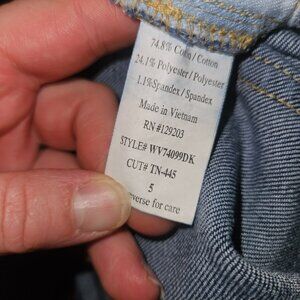 74.8% Coton / Cotton
24.1% Polyester / Polyester
1.1% Spandex / Spandex
Made in Vietnam
RN #129203
STYLE# WV74099DK
CUT# TN-445
5
everse for care